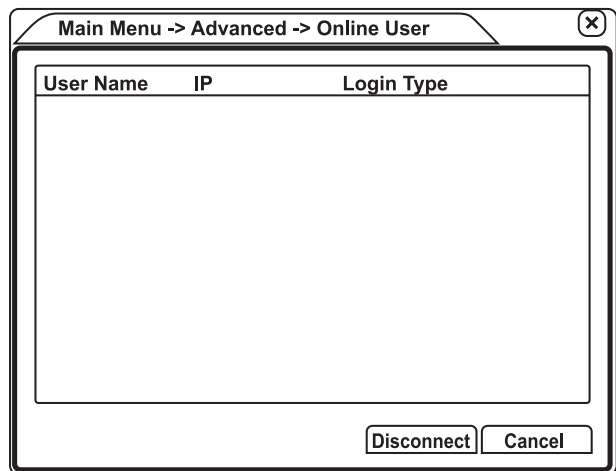 Main Menu -> Advanced -> Online User
User Name IP Login Type
Disconnect Cancel